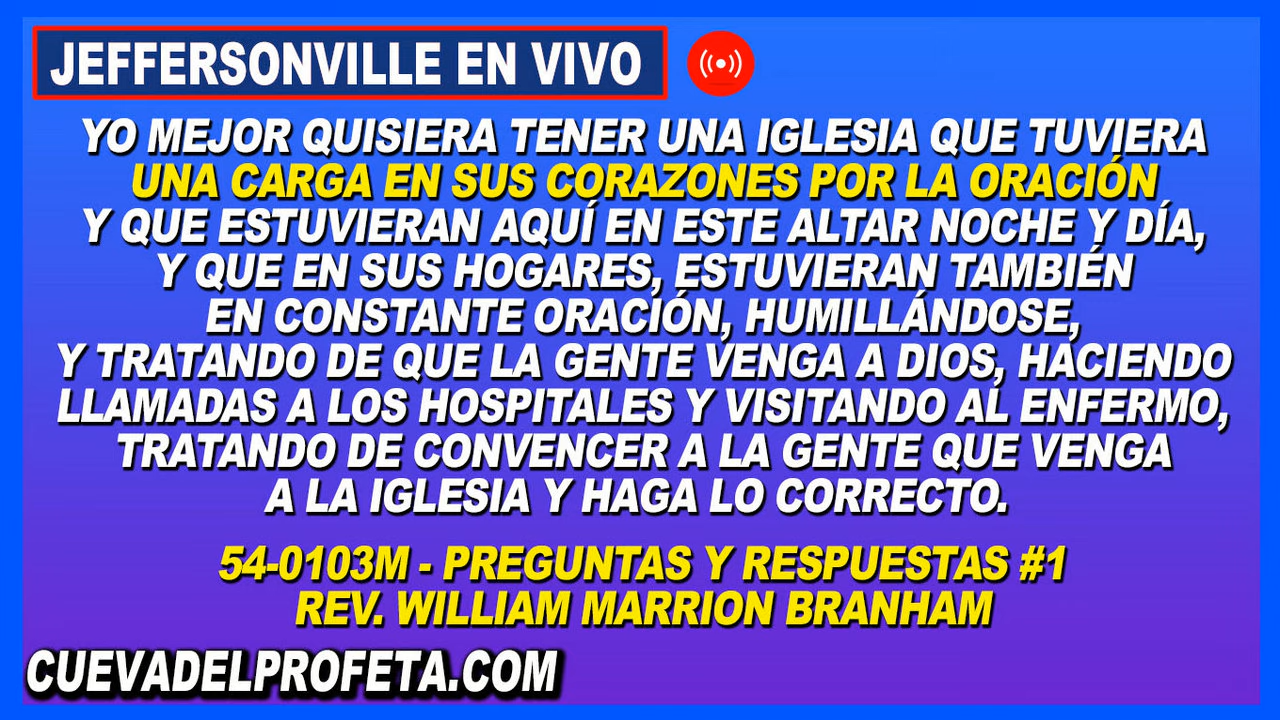 JEFFERSONVILLE EN VIVO
YO MEJOR QUISIERA TENER UNA IGLESIA QUE TUVIERA
UNA CARGA EN SUS CORAZONES POR LA ORACIÓN
Y QUE ESTUVIERAN AQUÍ EN ESTE ALTAR NOCHE Y DÍA,
Y QUE EN SUS HOGARES, ESTUVIERAN TAMBIÉN
EN CONSTANTE ORACIÓN, HUMILLÁNDOSE,
Y TRATANDO DE QUE LA GENTE VENGA A DIOS, HACIENDO
LLAMADAS A LOS HOSPITALES Y VISITANDO AL ENFERMO,
TRATANDO DE CONVENCER A LA GENTE QUE VENGA
A LA IGLESIA Y HAGA LO CORRECTO.
54-0103M - PREGUNTAS Y RESPUESTAS #1
REV. WILLIAM MARRION BRANHAM
CUEVADELPROFETA.COM